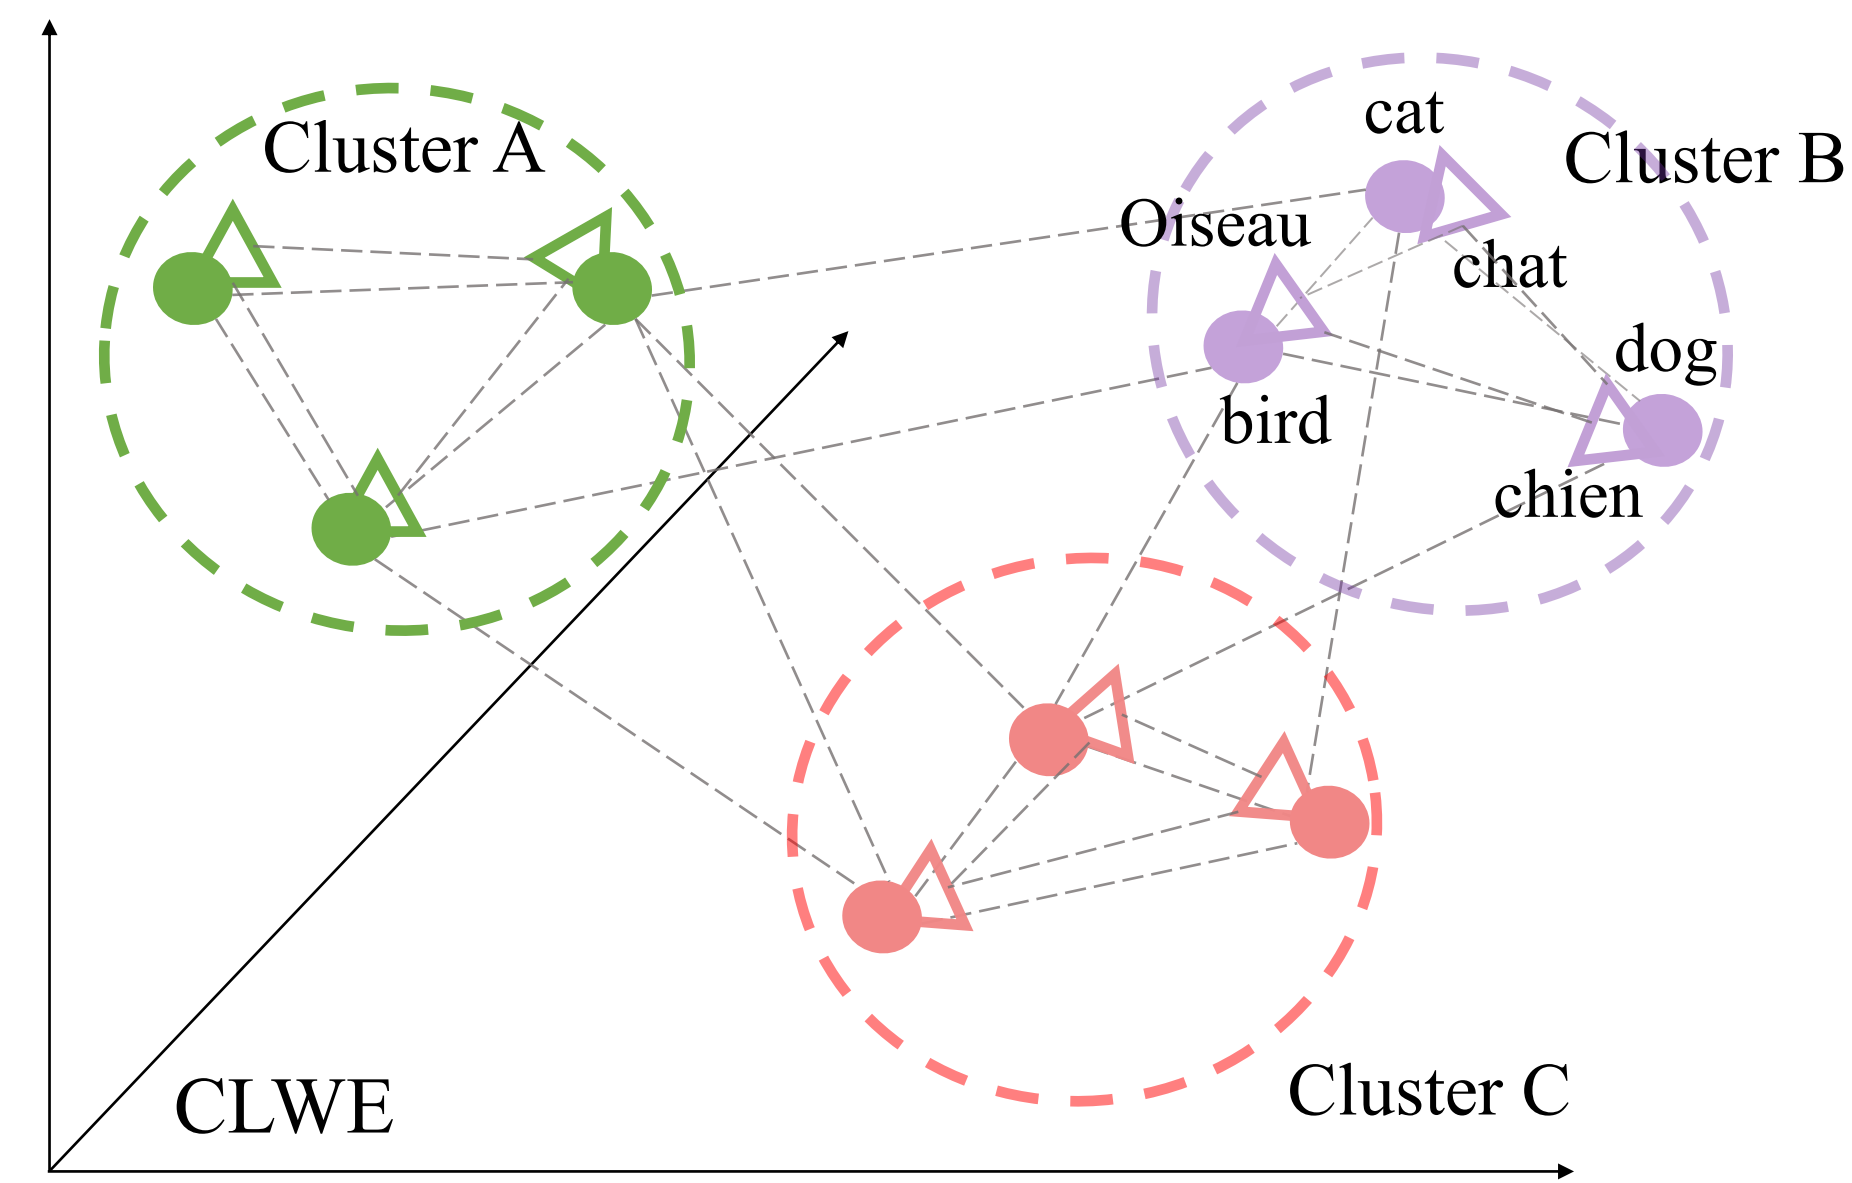 Cluster A
cat
Cluster B
Oiseau
chat
dog
bird
chien
CLWE
Cluster C